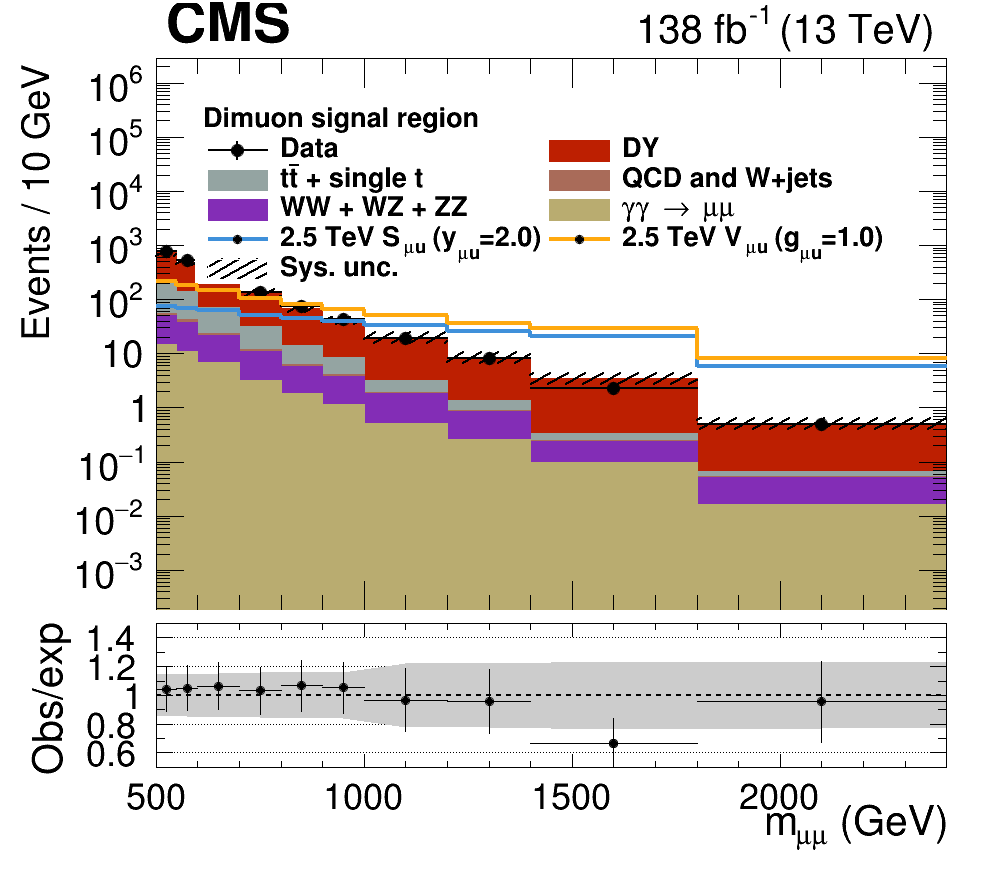 CMS 138 fb⁻¹ (13 TeV)
Events / 10 GeV
10⁶
10⁵
10⁴
10³
10²
10
1
10⁻¹
10⁻²
10⁻³
Dimuon signal region
Data DY
tt̄ + single t QCD and W+jets
WW + WZ + ZZ γγ → μμ
2.5 TeV S_μu (y_μu=2.0) 2.5 TeV V_μu (g_μu=1.0)
Sys. unc.
Obs/exp
1.4
1.2
1
0.8
0.6
500 1000 1500 2000
m_μμ (GeV)